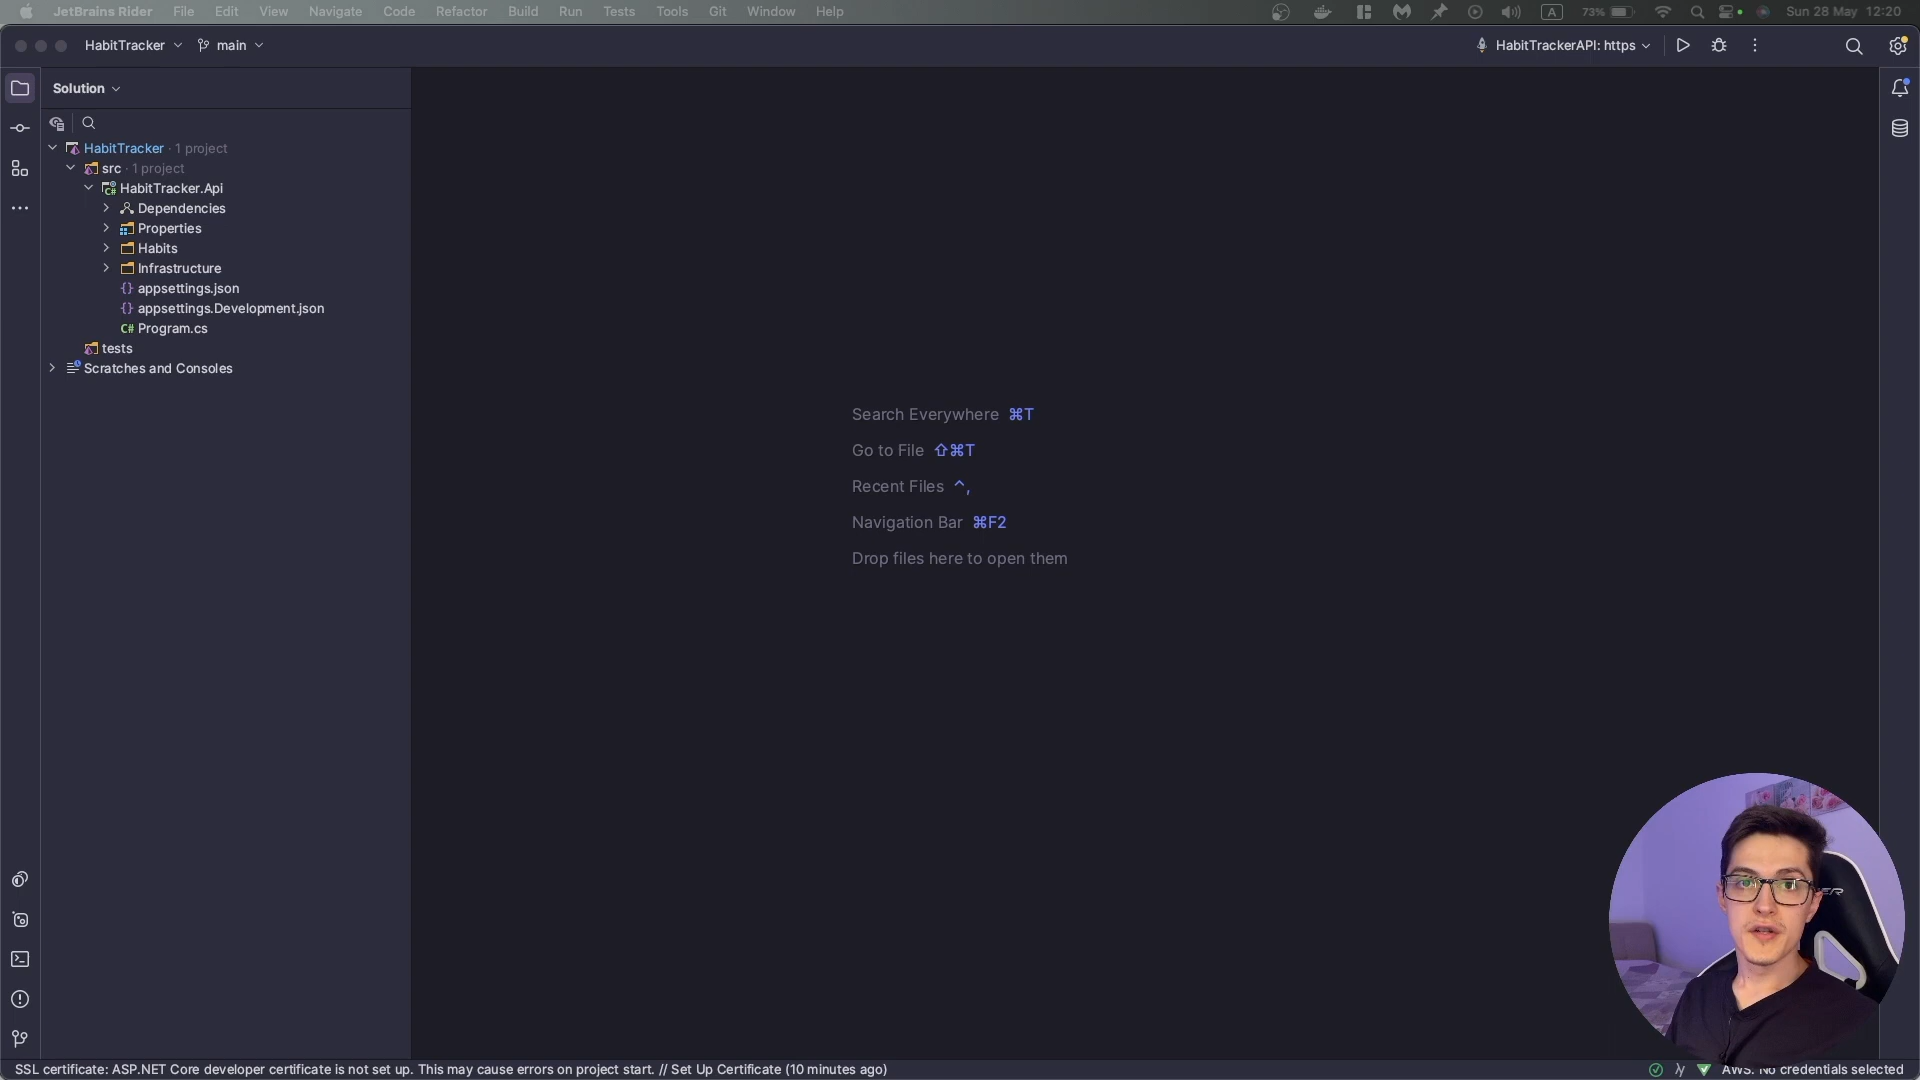 JetBrains Rider File Edit View Navigate Code Refactor Build Run Tests Tools Git Window Help A 73% Sun 28 May 12:20
HabitTracker main HabitTrackerAPI: https
Solution
HabitTracker · 1 project
src · 1 project
HabitTracker.Api
Dependencies
Properties
Habits
Infrastructure
{} appsettings.json
{} appsettings.Development.json
C# Program.cs
tests
Scratches and Consoles
Search Everywhere ⌘T
Go to File ⇧⌘T
Recent Files ^,
Navigation Bar ⌘F2
Drop files here to open them
SSL certificate: ASP.NET Core developer certificate is not set up. This may cause errors on project start. // Set Up Certificate (10 minutes ago)
AWS: No credentials selected